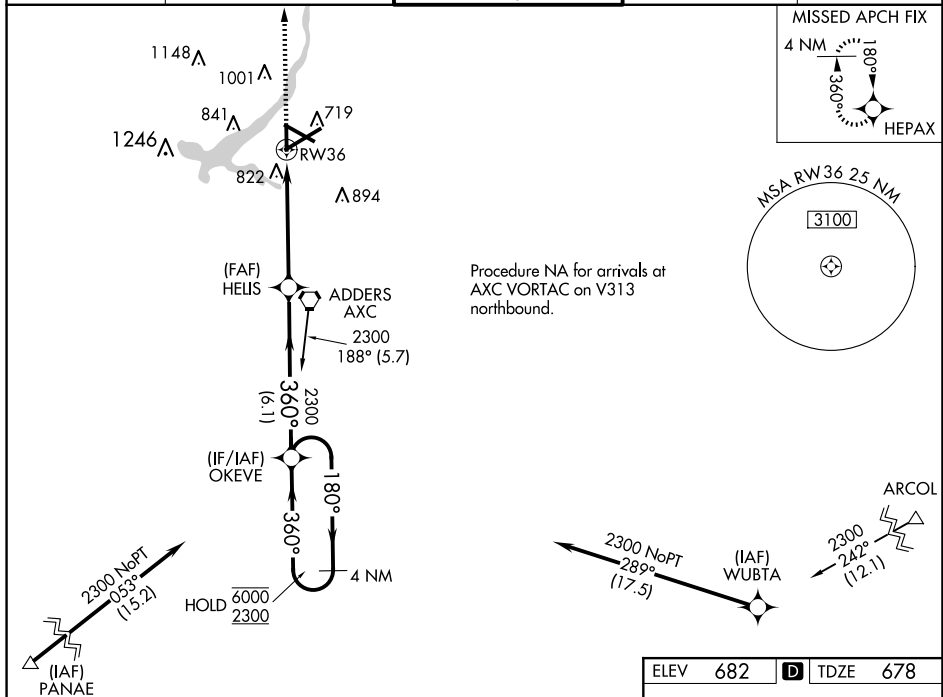 MISSED APCH FIX
4 NM
180°
360°
HEPAX
1148
1001
841
719
1246
RW36
822
894
MSA RW36 25 NM
3100
(FAF)
HELIS
ADDERS
AXC
2300
188° (5.7)
Procedure NA for arrivals at
AXC VORTAC on V313
northbound.
2300
360°
(6.1)
(IF/IAF)
OKEVE
180°
360°
4 NM
HOLD 6000
2300
2300 NoPT
053°
(15.2)
(IAF)
PANAE
2300 NoPT
289°
(17.5)
(IAF)
WUBTA
ARCOL
2300
242°
(12.1)
ELEV 682 D TDZE 678